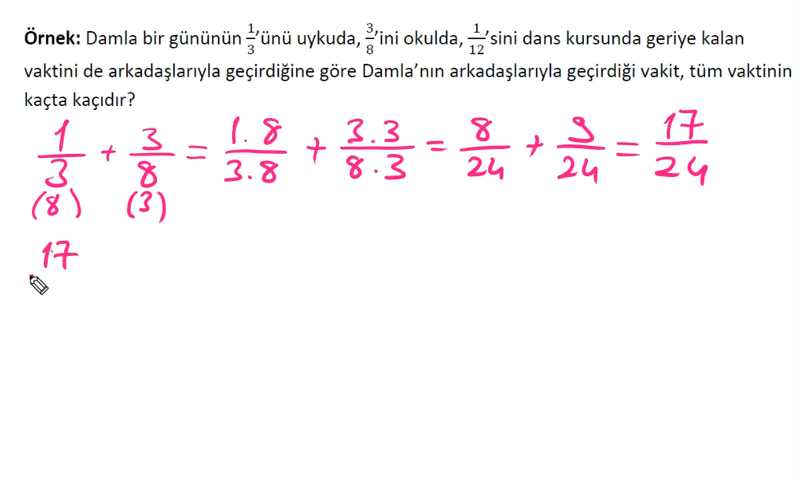 Örnek: Damla bir gününün 1/3'ünü uykuda, 3/8'ini okulda, 1/12'sini dans kursunda geriye kalan
vaktini de arkadaşlarıyla geçirdiğine göre Damla'nın arkadaşlarıyla geçirdiği vakit, tüm vaktinin
kaçta kaçıdır?
1/3 + 3/8 = 1.8/3.8 + 3.3/8.3 = 8/24 + 9/24 = 17/24
(8) (3)
17